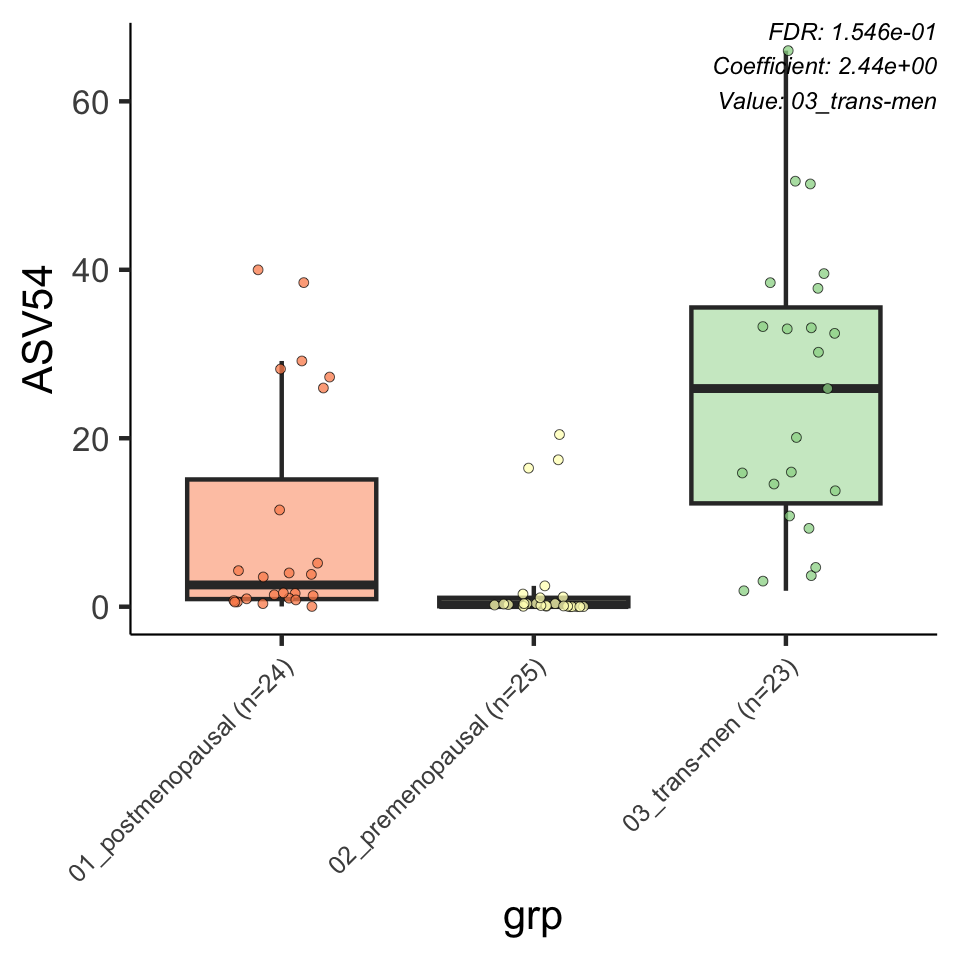 FDR: 1.546e-01
Coefficient: 2.44e+00
Value: 03_trans-men
60
40
20
0
ASV54
01_postmenopausal (n=24)
02_premenopausal (n=25)
03_trans-men (n=23)
grp